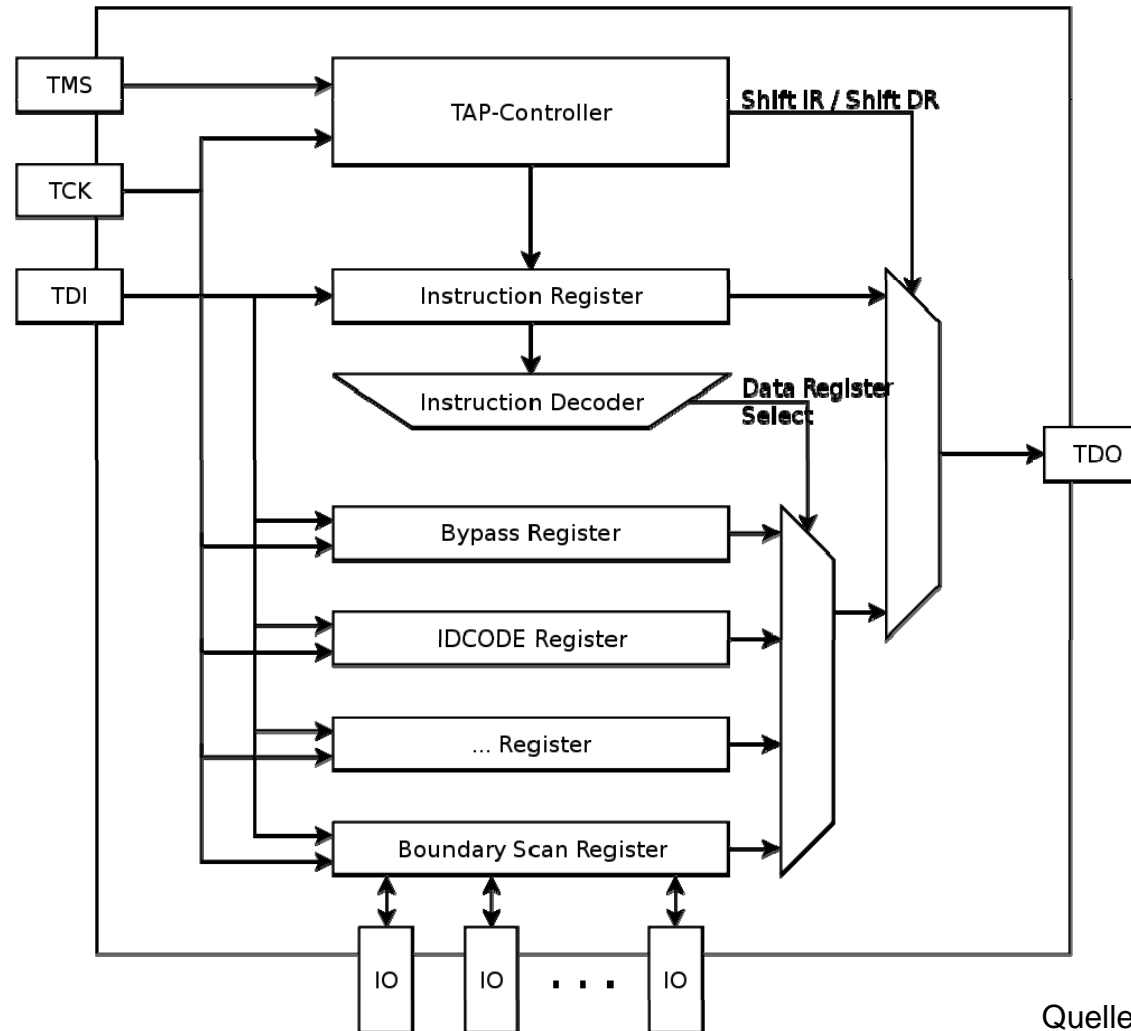 TMS
TAP-Controller
Shift IR / Shift DR
TCK
TDI
Instruction Register
Instruction Decoder
Data Register
Select
TDO
Bypass Register
IDCODE Register
... Register
Boundary Scan Register
IO
IO
. . .
IO
Quelle